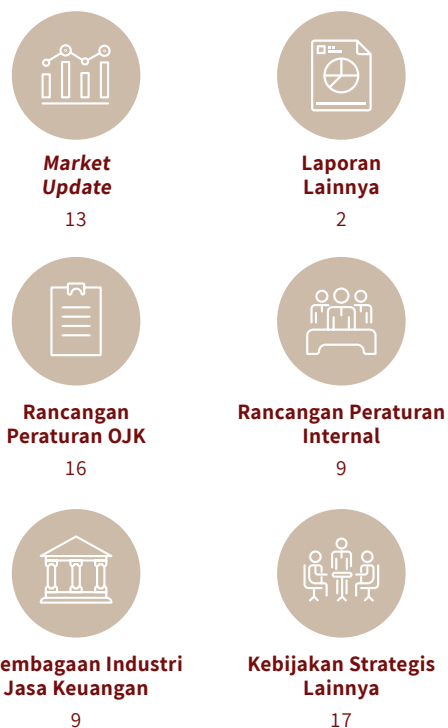 Market
Update
13
Laporan
Lainnya
2
Rancangan
Peraturan OJK
16
Rancangan Peraturan
Internal
9
embagaan Industri
Jasa Keuangan
9
Kebijakan Strategis
Lainnya
17